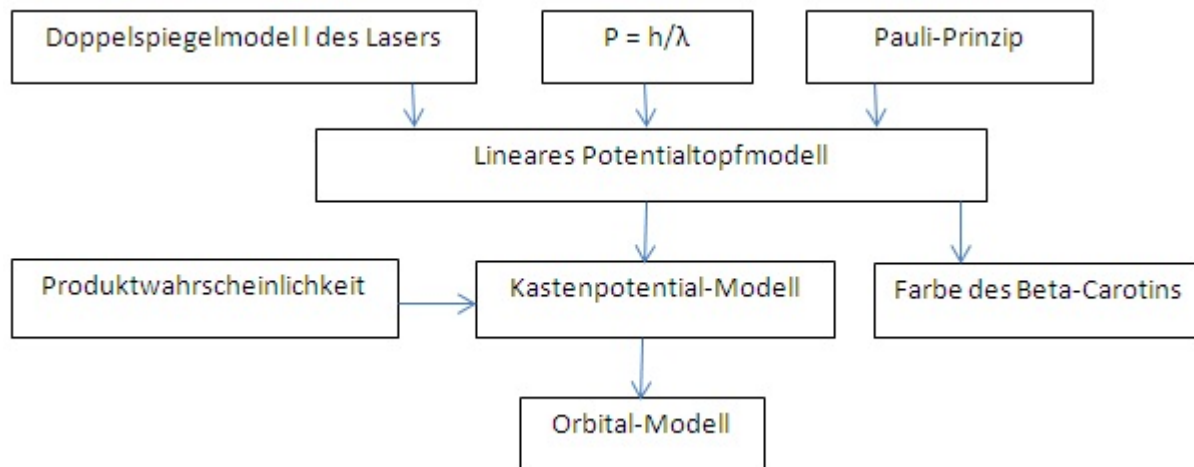 Doppelspiegelmodel l des Lasers
P = h/λ
Pauli-Prinzip
Lineares Potentialtopfmodell
Produktwahrscheinlichkeit
Kastenpotential-Modell
Farbe des Beta-Carotins
Orbital-Modell